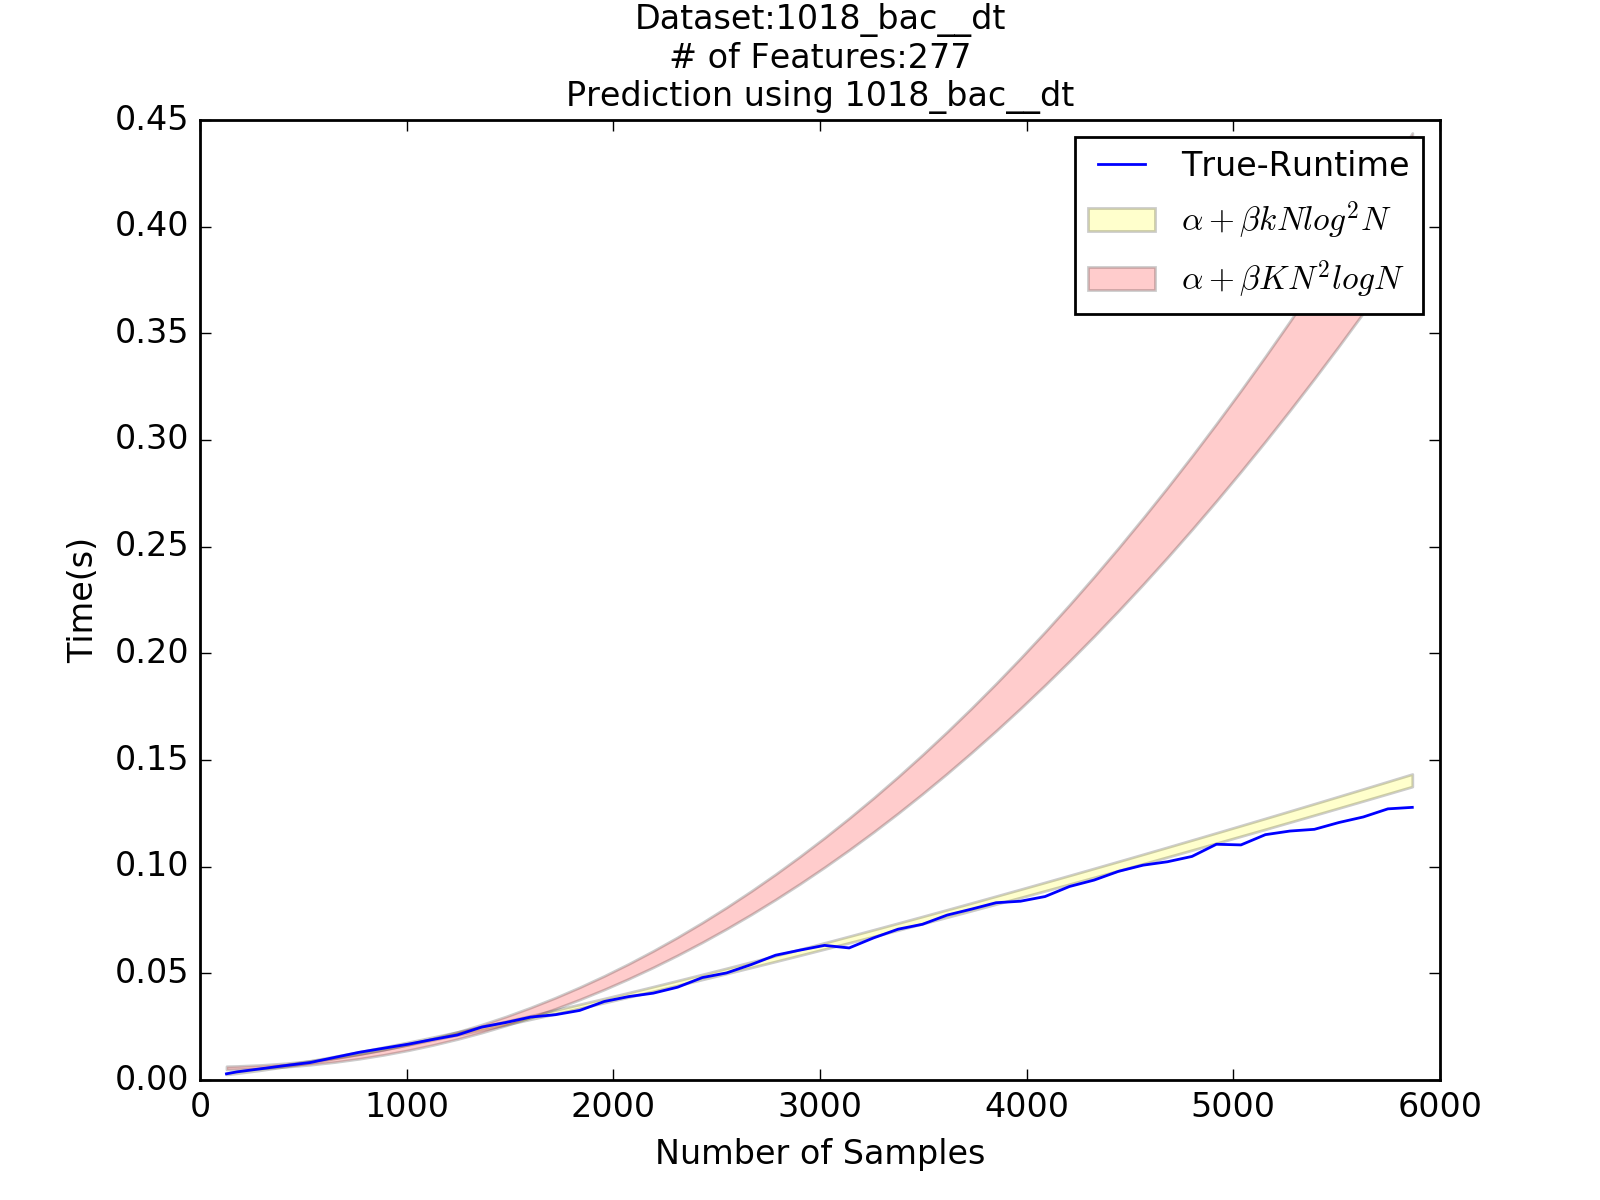 Dataset:1018_bac__dt
# of Features:277
Prediction using 1018_bac__dt
0.45
0.40
0.35
0.30
0.25
0.20
0.15
0.10
0.05
0.00
Time(s)
True-Runtime
α + βkNlog²N
α + βKN²logN
0 1000 2000 3000 4000 5000 6000
Number of Samples